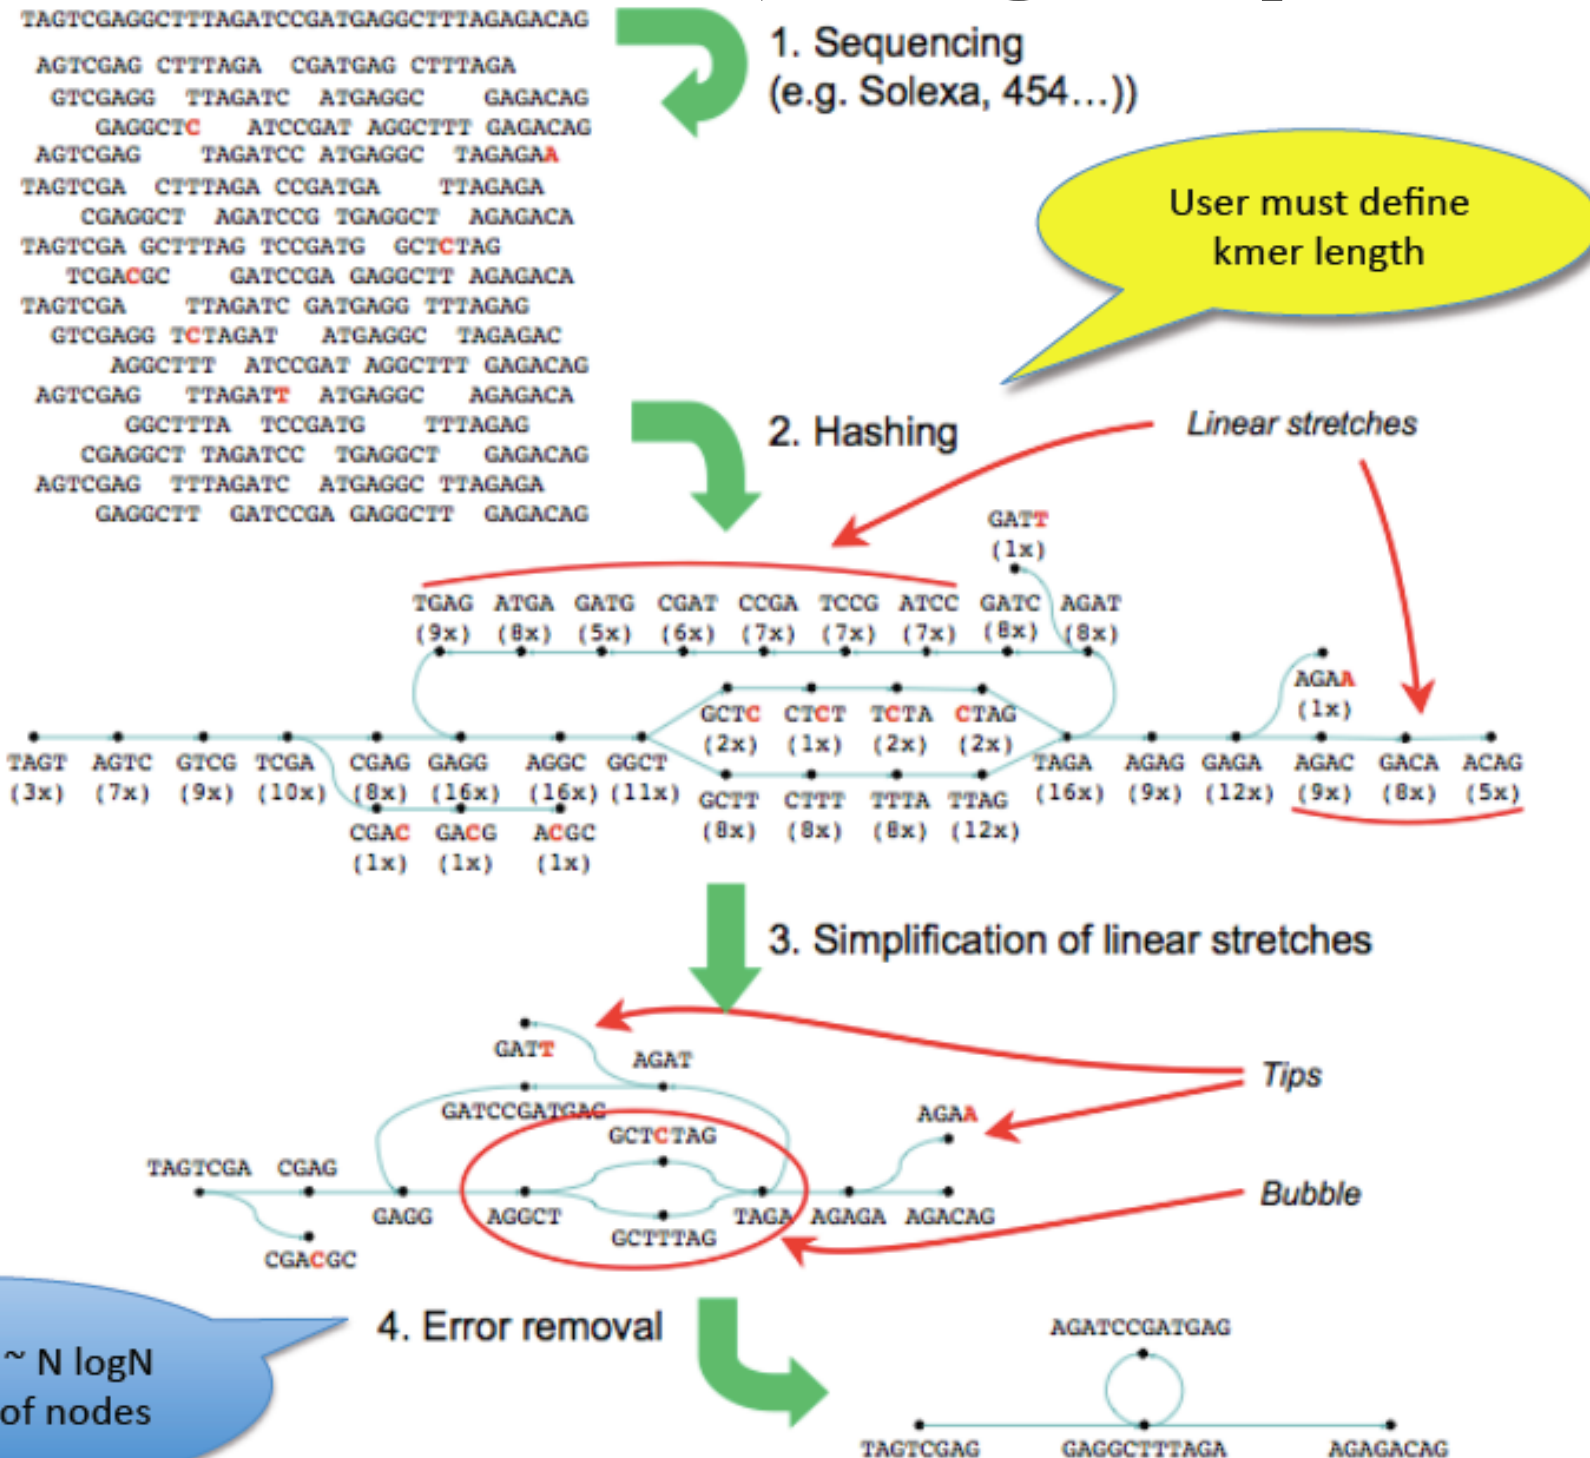 TAGTCGAGGCTTTAGATCCGATGAGGCTTTAGAGACAG
AGTCGAG CTTTAGA CGATGAG CTTTAGA
GTCGAGG TTAGATC ATGAGGC GAGACAG
GAGGCTC ATCCGAT AGGCTTT GAGACAG
AGTCGAG TAGATCC ATGAGGC TAGAGAA
TAGTCGA CTTTAGA CCGATGA TTAGAGA
CGAGGCT AGATCCG TGAGGCT AGAGACA
TAGTCGA GCTTTAG TCCGATG GCTCTAG
TCGACGC GATCCGA GAGGCTT AGAGACA
TAGTCGA TTAGATC GATGAGG TTTAGAG
GTCGAGG TCTAGAT ATGAGGC TAGAGAC
AGGCTTT ATCCGAT AGGCTTT GAGACAG
AGTCGAG TTAGATT ATGAGGC AGAGACA
GGCTTTA TCCGATG TTTAGAG
CGAGGCT TAGATCC TGAGGCT GAGACAG
AGTCGAG TTTAGATC ATGAGGC TTAGAGA
GAGGCTT GATCCGA GAGGCTT GAGACAG
1. Sequencing
(e.g. Solexa, 454...))
User must define
kmer length
2. Hashing
Linear stretches
GATT
(1x)
TGAG ATGA GATG CGAT CCGA TCCG ATCC GATC AGAT
(9x) (8x) (5x) (6x) (7x) (7x) (7x) (8x) (8x)
AGAA
(1x)
GCTC CTCT TCTA CTAG
(2x) (1x) (2x) (2x)
TAGT AGTC GTCG TCGA CGAG GAGG AGGC GGCT
(3x) (7x) (9x) (10x) (8x) (16x) (16x) (11x)
GCTT CTTT TTTA TTAG
(8x) (8x) (8x) (12x)
TAGA AGAG GAGA AGAC GACA ACAG
(16x) (9x) (12x) (9x) (8x) (5x)
CGAC GACG ACGC
(1x) (1x) (1x)
3. Simplification of linear stretches
GATT
AGAT
GATCCGATGAG
Tips
AGAA
GCTCTAG
TAGTCGA CGAG
Bubble
GAGG AGGCT TAGA AGAGA AGACAG
GCTTTAG
CGACGC
4. Error removal
~ N logN
of nodes
AGATCCGATGAG
TAGTCGAG GAGGCTTTAGA AGAGACAG